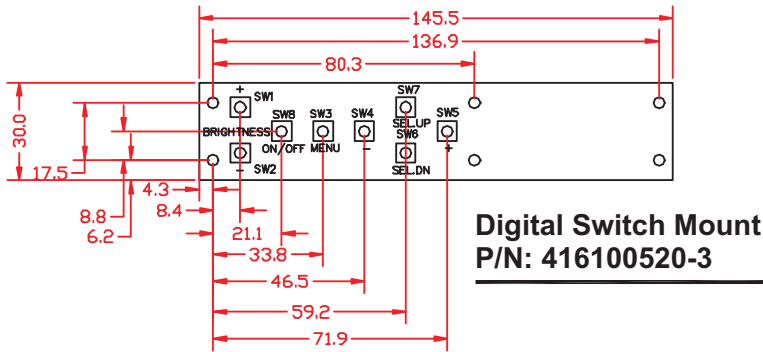 145.5
136.9
80.3
+ SW7
SW1 SW8 SW3 SW4 SEL.UP SW5
BRIGHTNESS SW6
ON/OFF MENU - +
- SW2 SEL.DN
30.0
17.5
4.3
8.8 8.4
6.2 21.1
33.8
46.5
59.2
71.9
Digital Switch Mount
P/N: 416100520-3